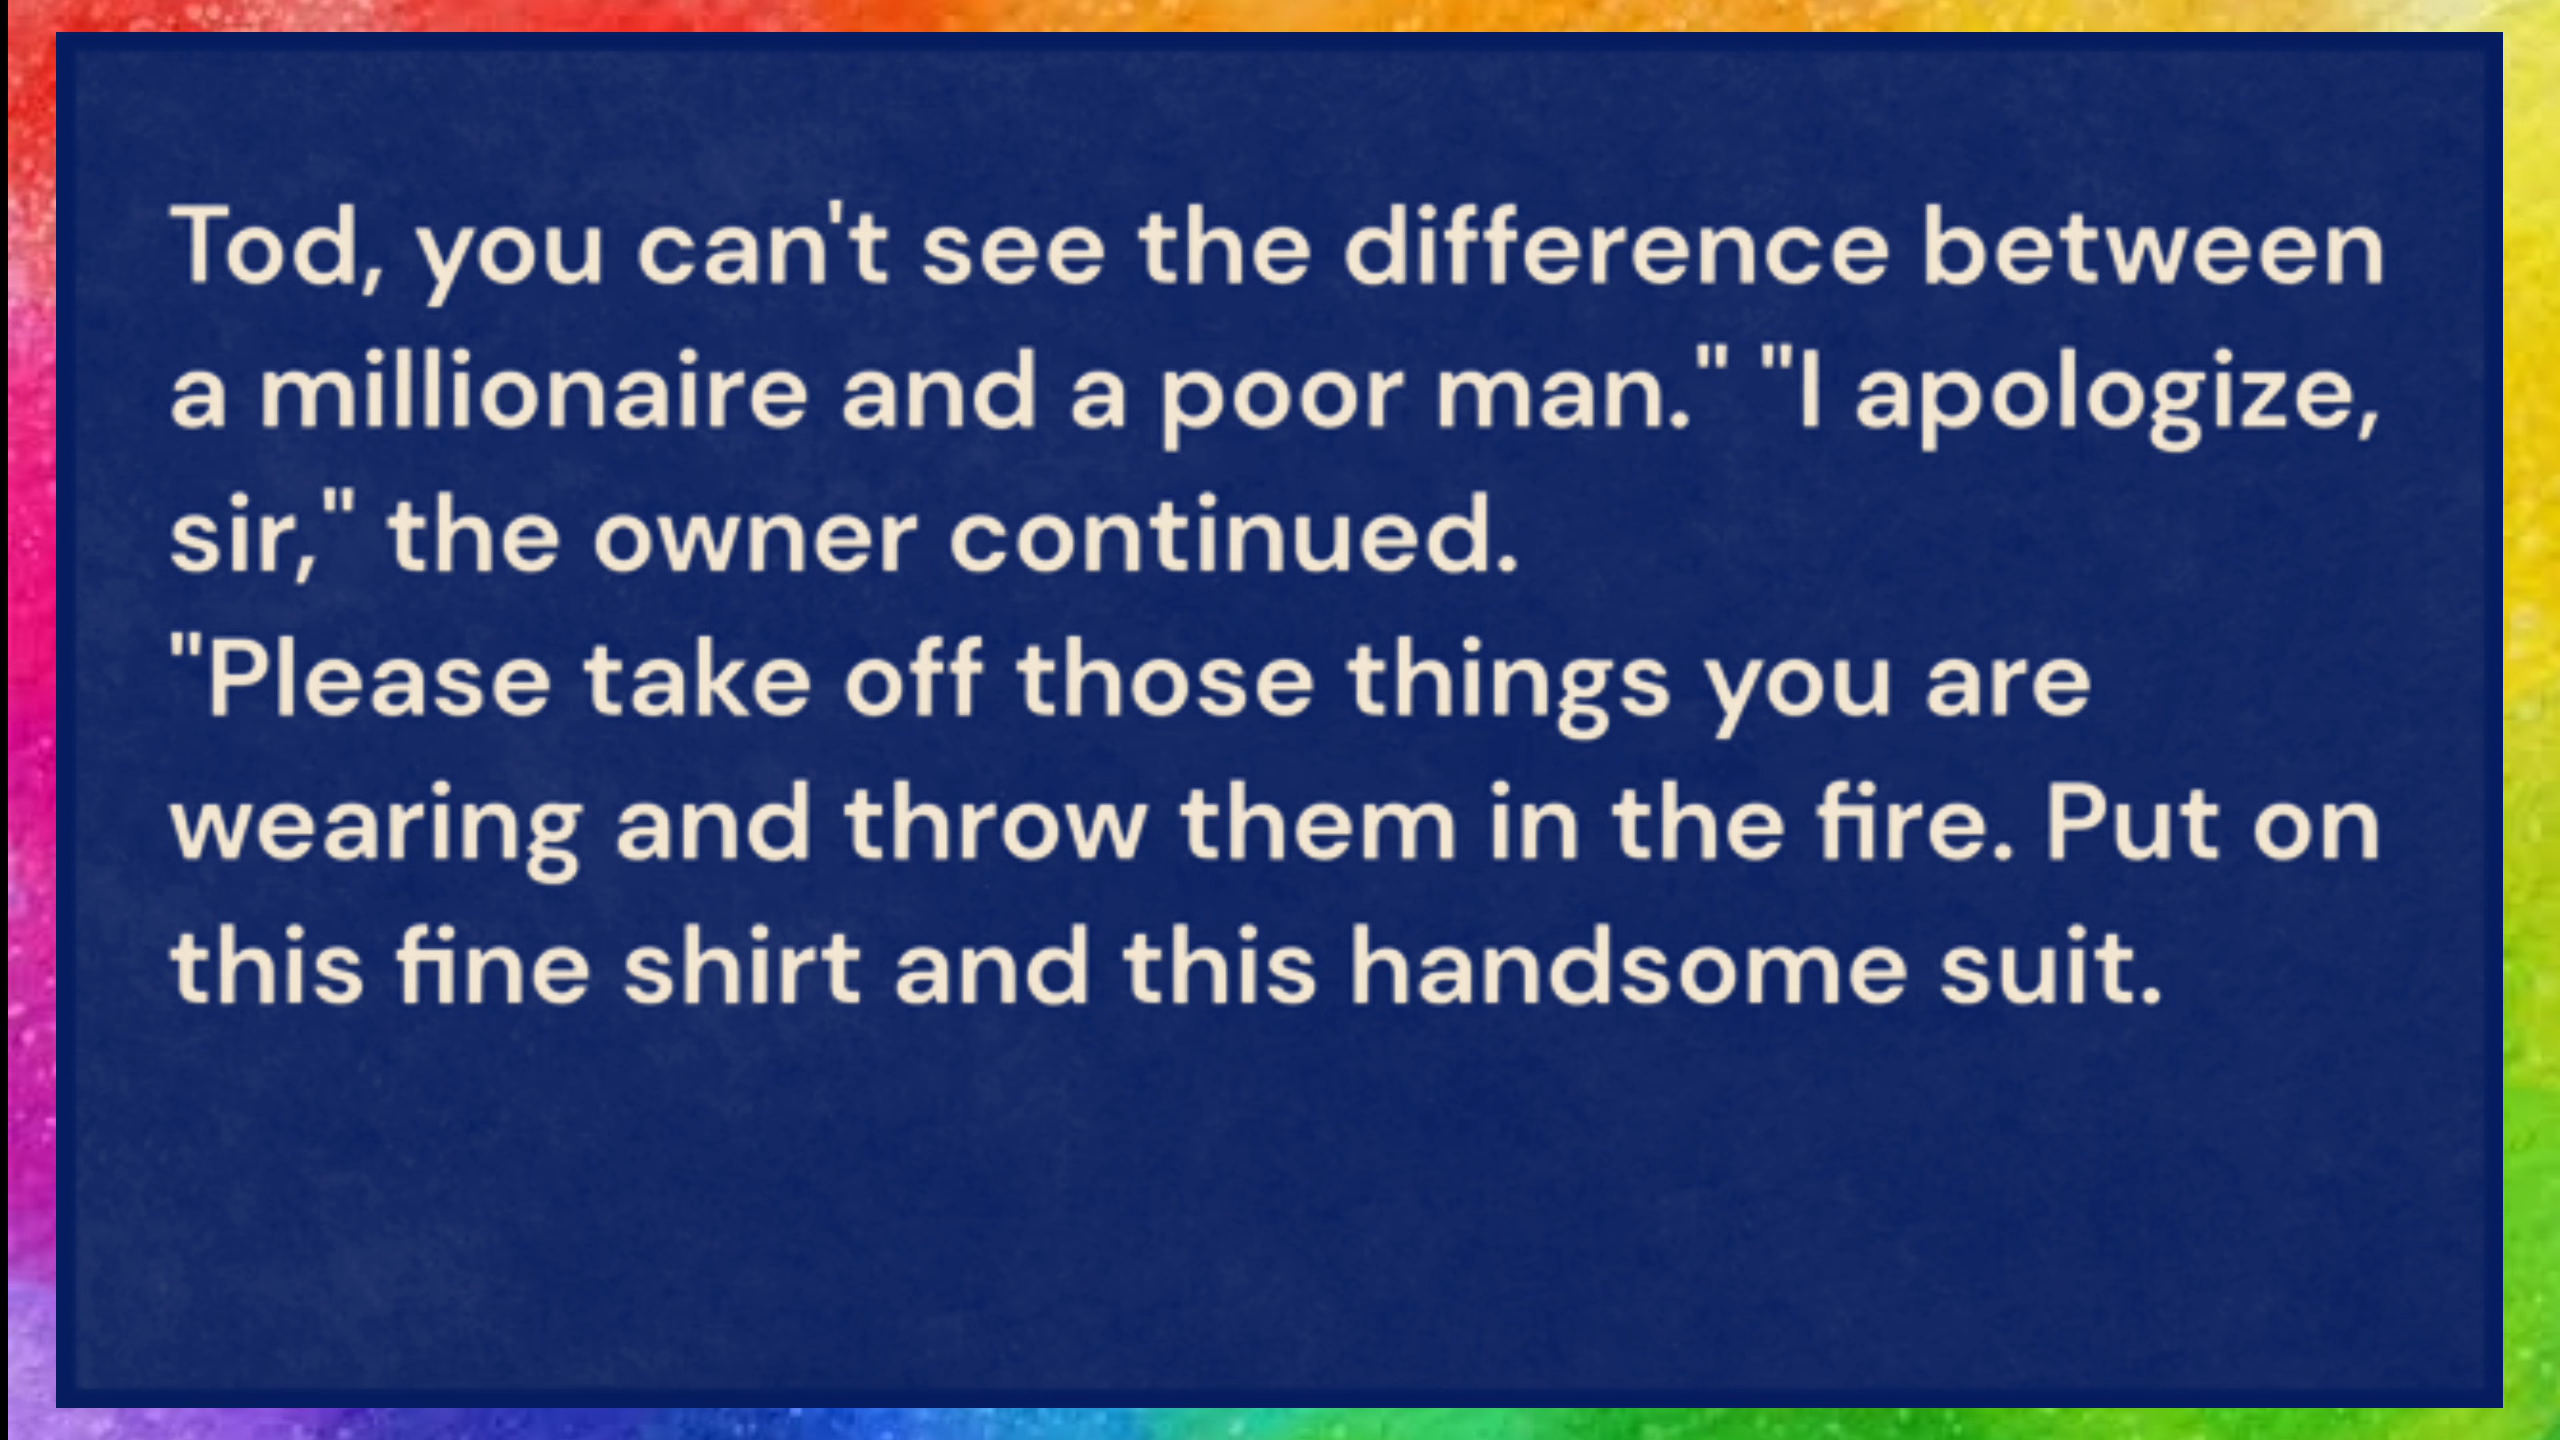 Tod, you can't see the difference between
a millionaire and a poor man." "I apologize,
sir," the owner continued.
"Please take off those things you are
wearing and throw them in the fire. Put on
this fine shirt and this handsome suit.